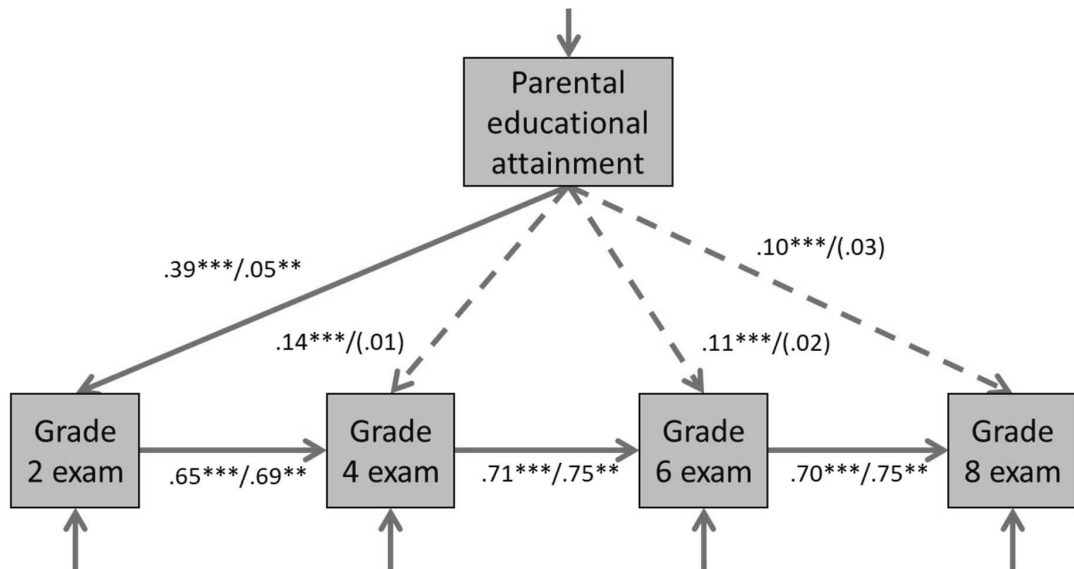 Parental
educational
attainment
.39***/.05**
.10***/(.03)
.14***/(.01)
.11***/(.02)
Grade
2 exam
.65***/.69**
Grade
4 exam
.71***/.75**
Grade
6 exam
.70***/.75**
Grade
8 exam